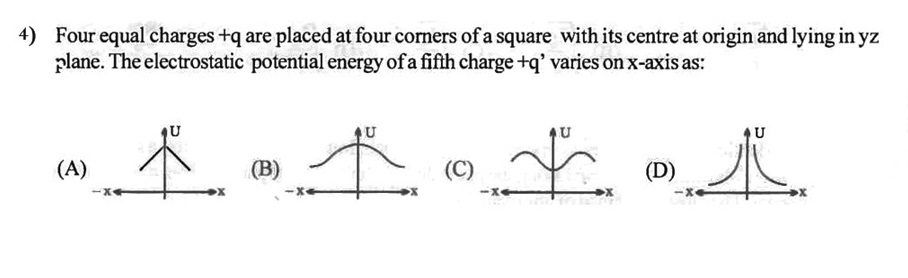 4) Four equal charges +q are placed at four corners of a square with its centre at origin and lying in yz
plane. The electrostatic potential energy of a fifth charge +q' varies on x-axis as:
U U U U
(A) (B) (C) (D)
-x x -x x -x x -x x